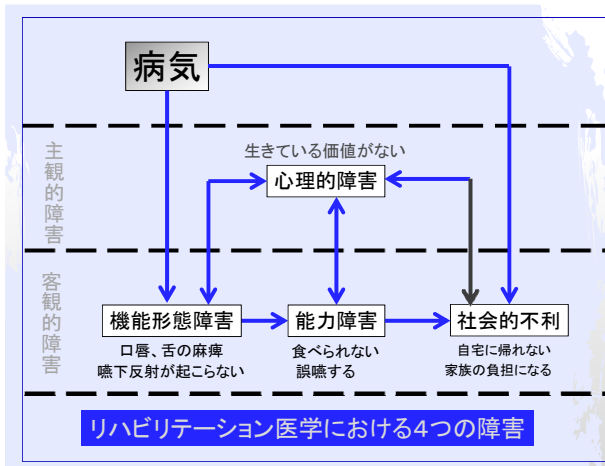 病気
主観的障害
生きている価値がない
心理的障害
客観的障害
機能形態障害
能力障害
社会的不利
口唇、舌の麻痺
嚥下反射が起こらない
食べられない
誤嚥する
自宅に帰れない
家族の負担になる
リハビリテーション医学における4つの障害